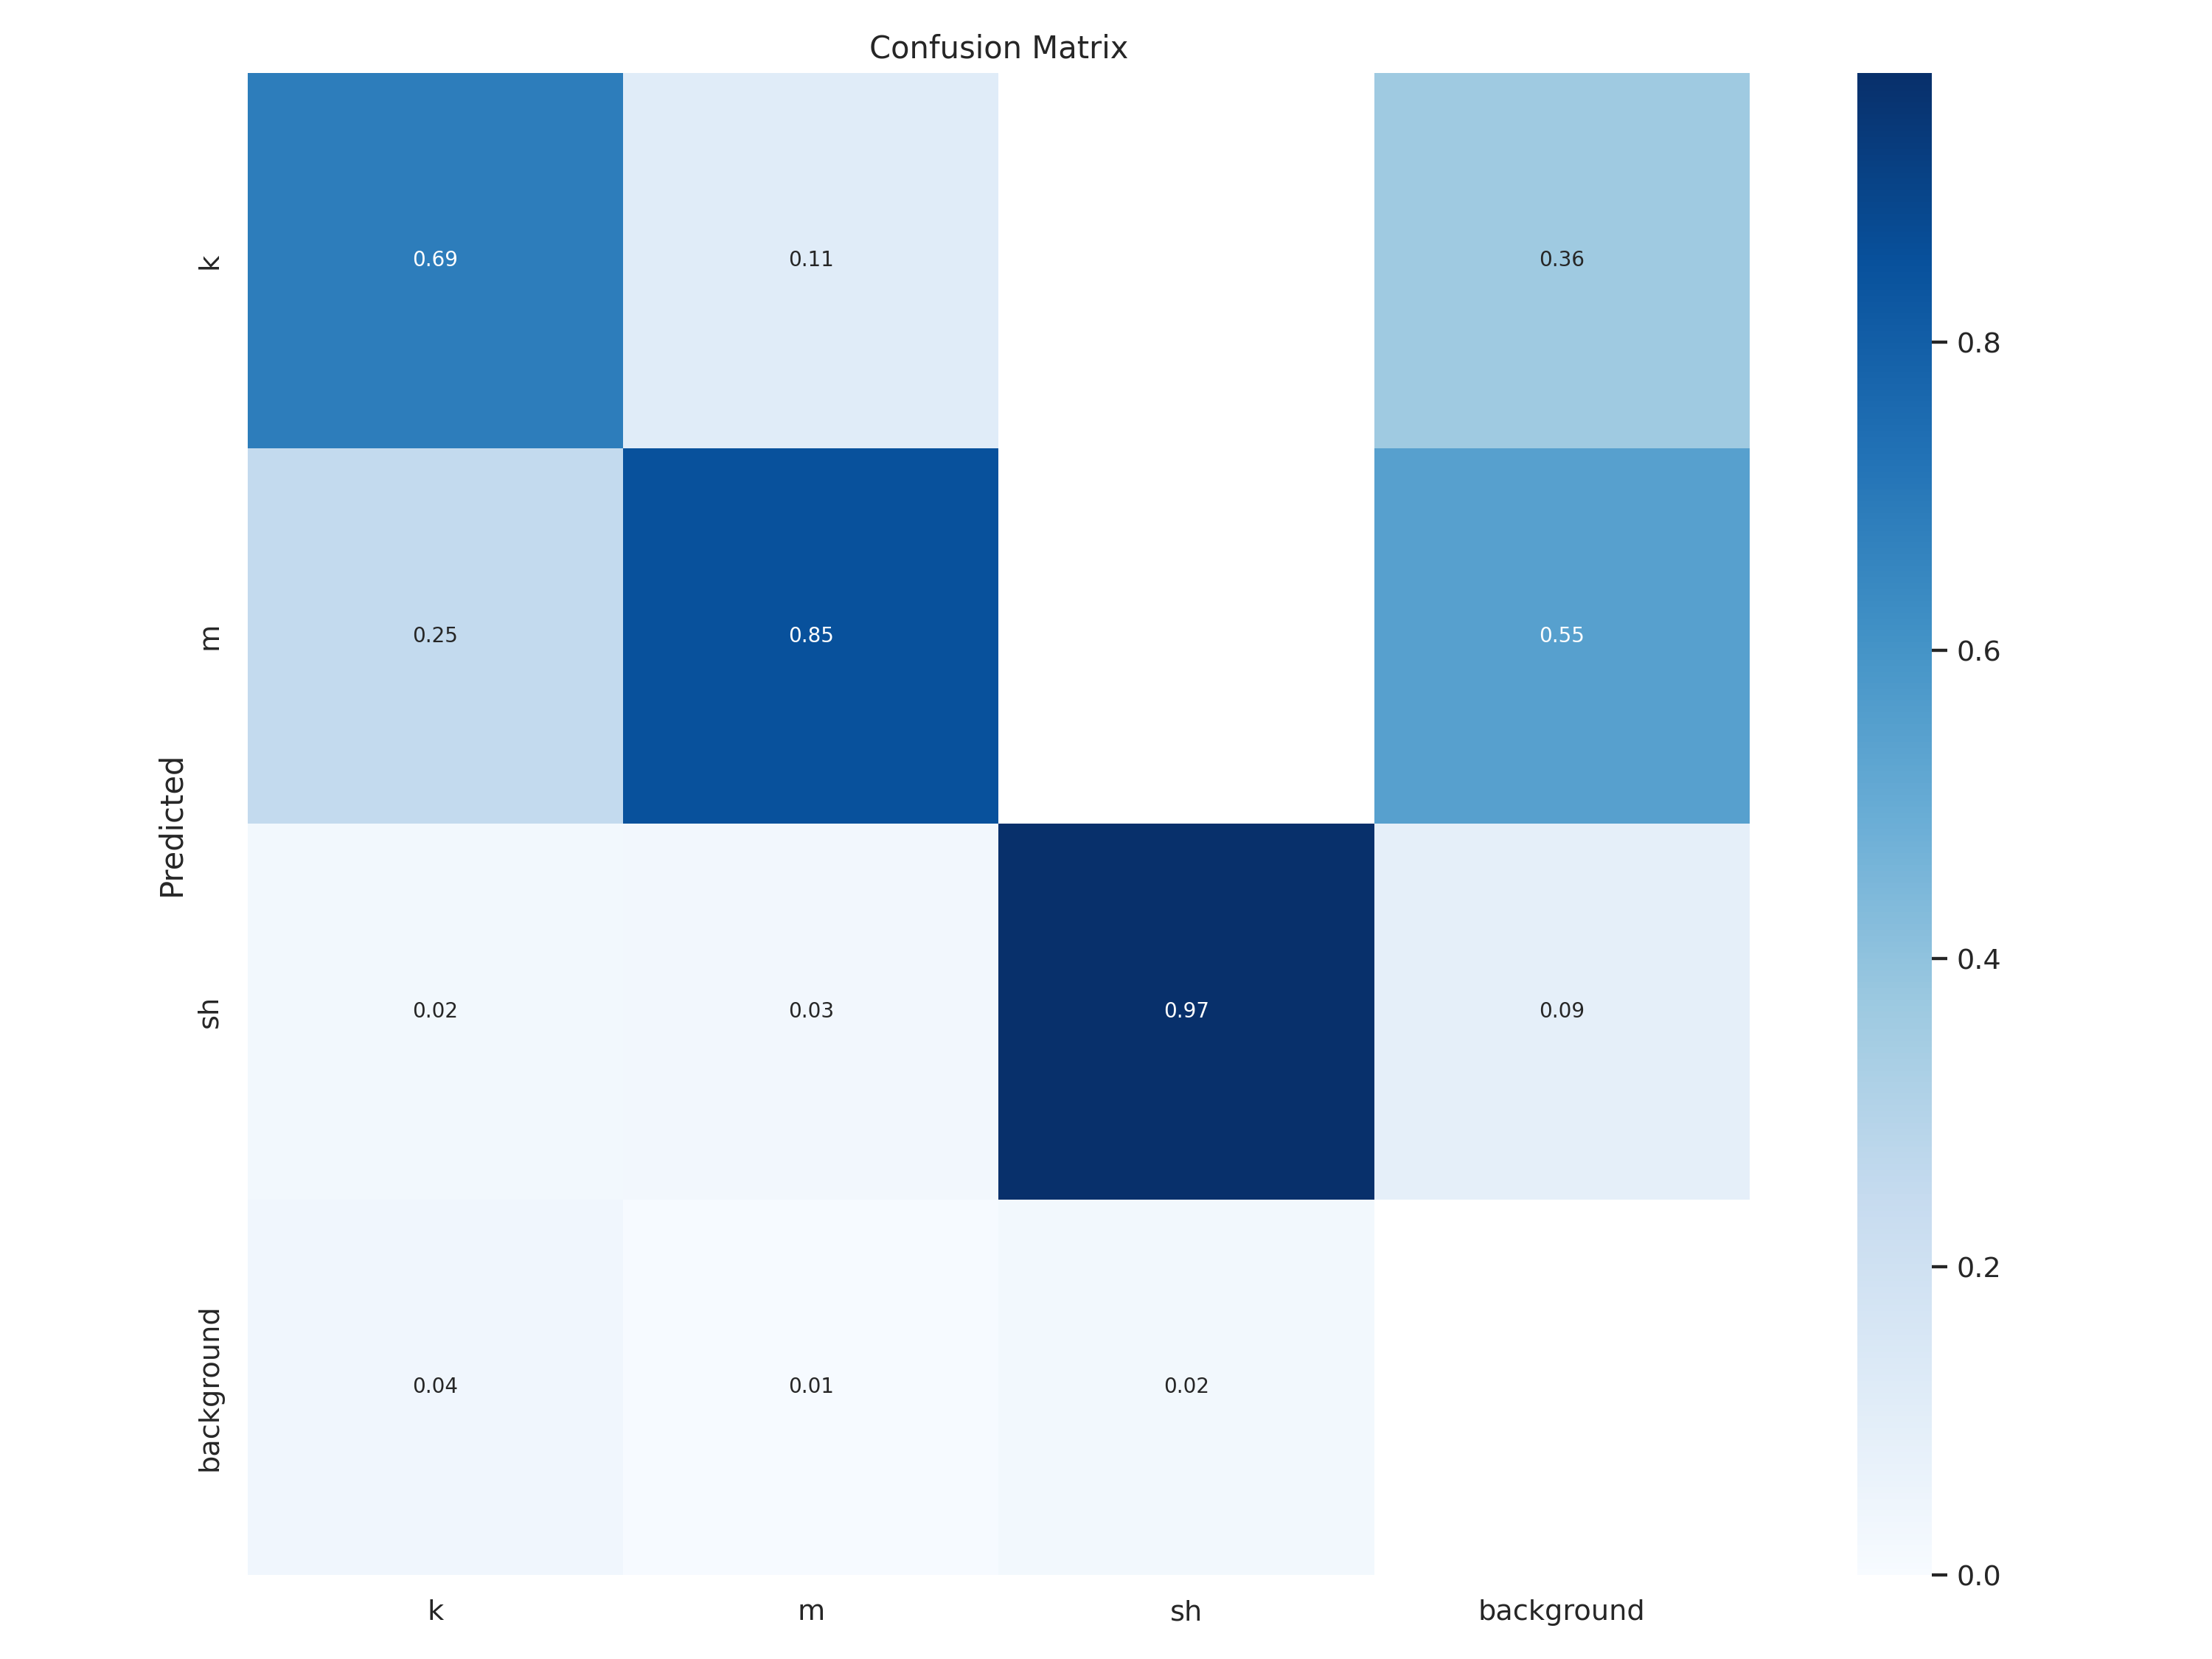 Confusion Matrix
k 0.69 0.11 0.36
m 0.25 0.85 0.55
sh 0.02 0.03 0.97 0.09
background 0.04 0.01 0.02
k m sh background
Predicted
0.8
0.6
0.4
0.2
0.0